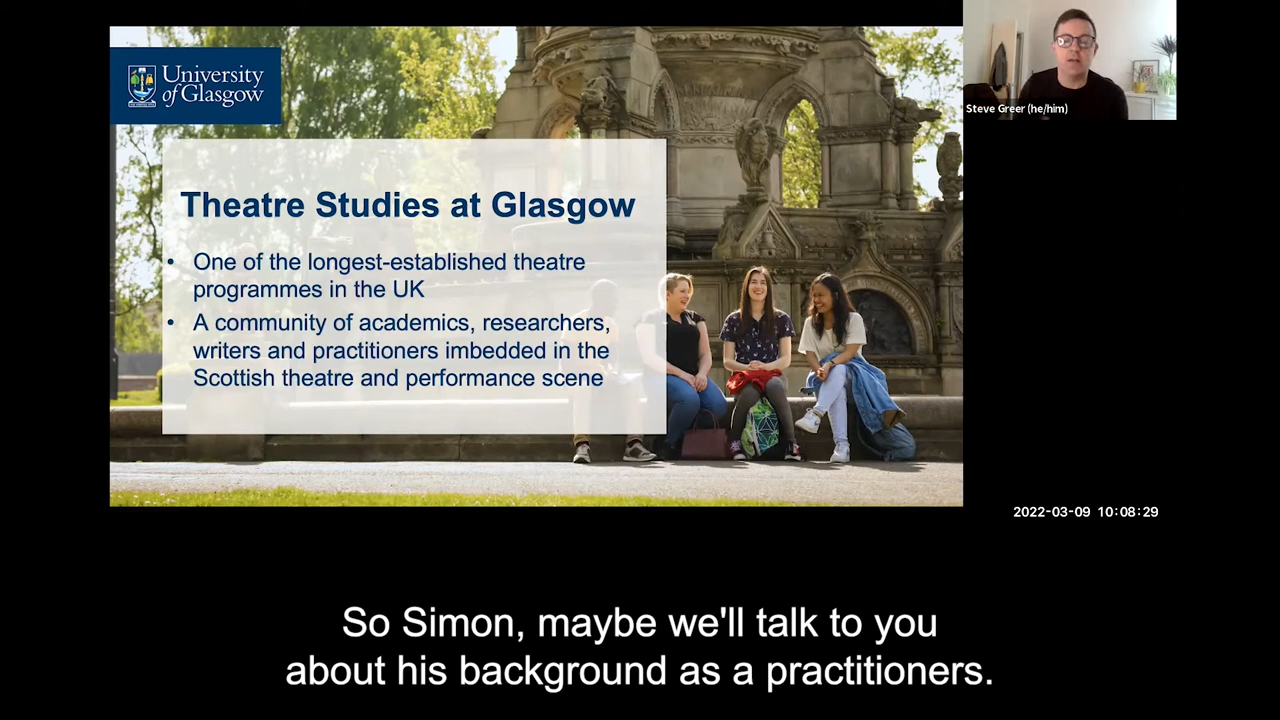 University
of Glasgow
Steve Greer (he/him)
Theatre Studies at Glasgow
• One of the longest-established theatre
programmes in the UK
• A community of academics, researchers,
writers and practitioners imbedded in the
Scottish theatre and performance scene
2022-03-09 10:08:29
So Simon, maybe we'll talk to you
about his background as a practitioners.